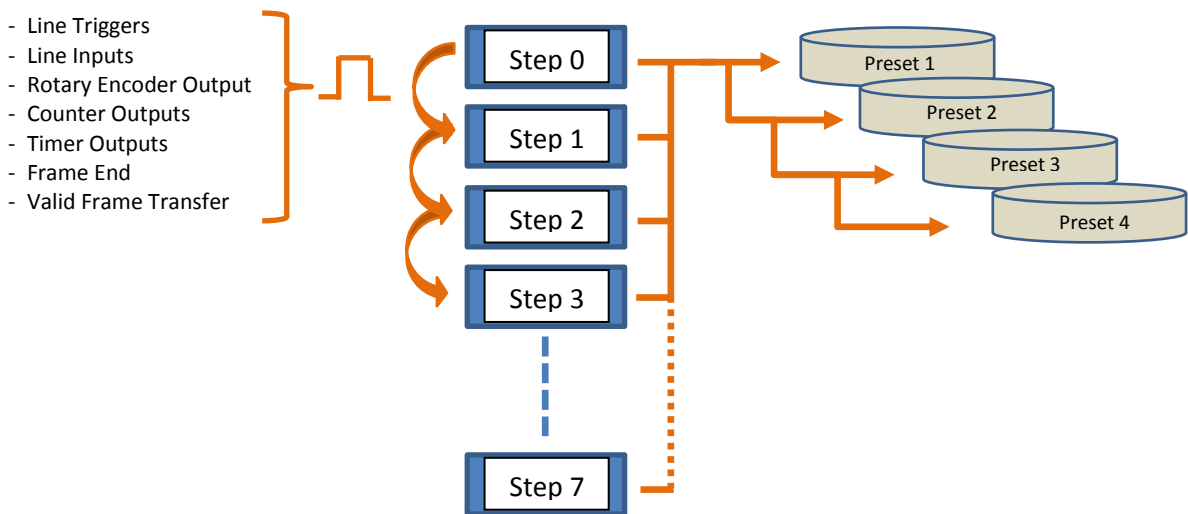 - Line Triggers
- Line Inputs
- Rotary Encoder Output
- Counter Outputs
- Timer Outputs
- Frame End
- Valid Frame Transfer
Step 0
Step 1
Step 2
Step 3
Step 7
Preset 1
Preset 2
Preset 3
Preset 4